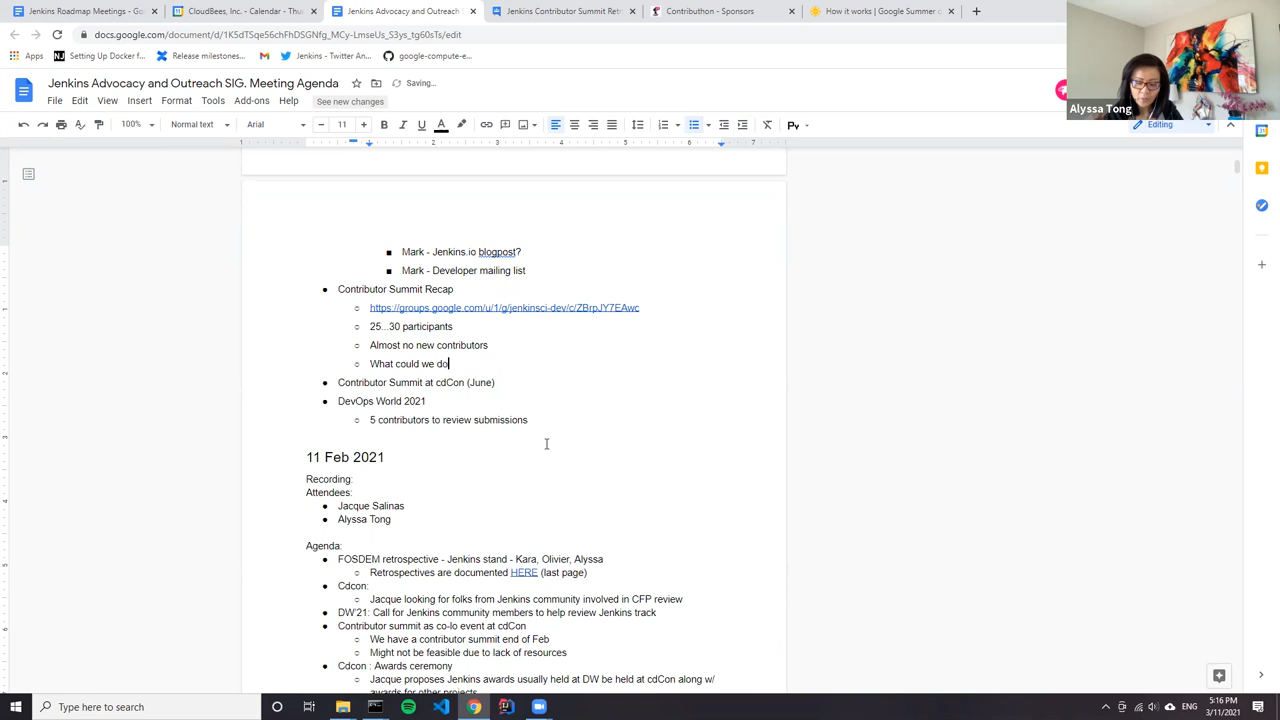 Jenkins Roadmap Meetings - Go
CloudBees, Inc. - Calendar - Thu
Jenkins Advocacy and Outreach S
Jenkins Contributor Summit Retr
Contributhon - Sponsors
How it works | Google Summer o
docs.google.com/document/d/1K5dTSqe56chFhDSGNfg_MCy-LmseUs_S3ys_tg60sTs/edit
Apps
Setting Up Docker f...
Release milestones...
Jenkins - Twitter An...
google-compute-e...
Alyssa Tong
Jenkins Advocacy and Outreach SIG. Meeting Agenda
Saving...
File Edit View Insert Format Tools Add-ons Help
See new changes
100% Normal text Arial 11
Editing
Mark - Jenkins.io blogpost?
Mark - Developer mailing list
Contributor Summit Recap
https://groups.google.com/u/1/g/jenkinsci-dev/c/ZBrpJY7EAwc
25...30 participants
Almost no new contributors
What could we do
Contributor Summit at cdCon (June)
DevOps World 2021
5 contributors to review submissions
11 Feb 2021
Recording:
Attendees:
Jacque Salinas
Alyssa Tong
Agenda:
FOSDEM retrospective - Jenkins stand - Kara, Olivier, Alyssa
Retrospectives are documented HERE (last page)
Cdcon:
Jacque looking for folks from Jenkins community involved in CFP review
DW'21: Call for Jenkins community members to help review Jenkins track
Contributor summit as co-lo event at cdCon
We have a contributor summit end of Feb
Might not be feasible due to lack of resources
Cdcon : Awards ceremony
Jacque proposes Jenkins awards usually held at DW be held at cdCon along w/
awards for other projects
Type here to search
ENG
5:16 PM
3/11/2021